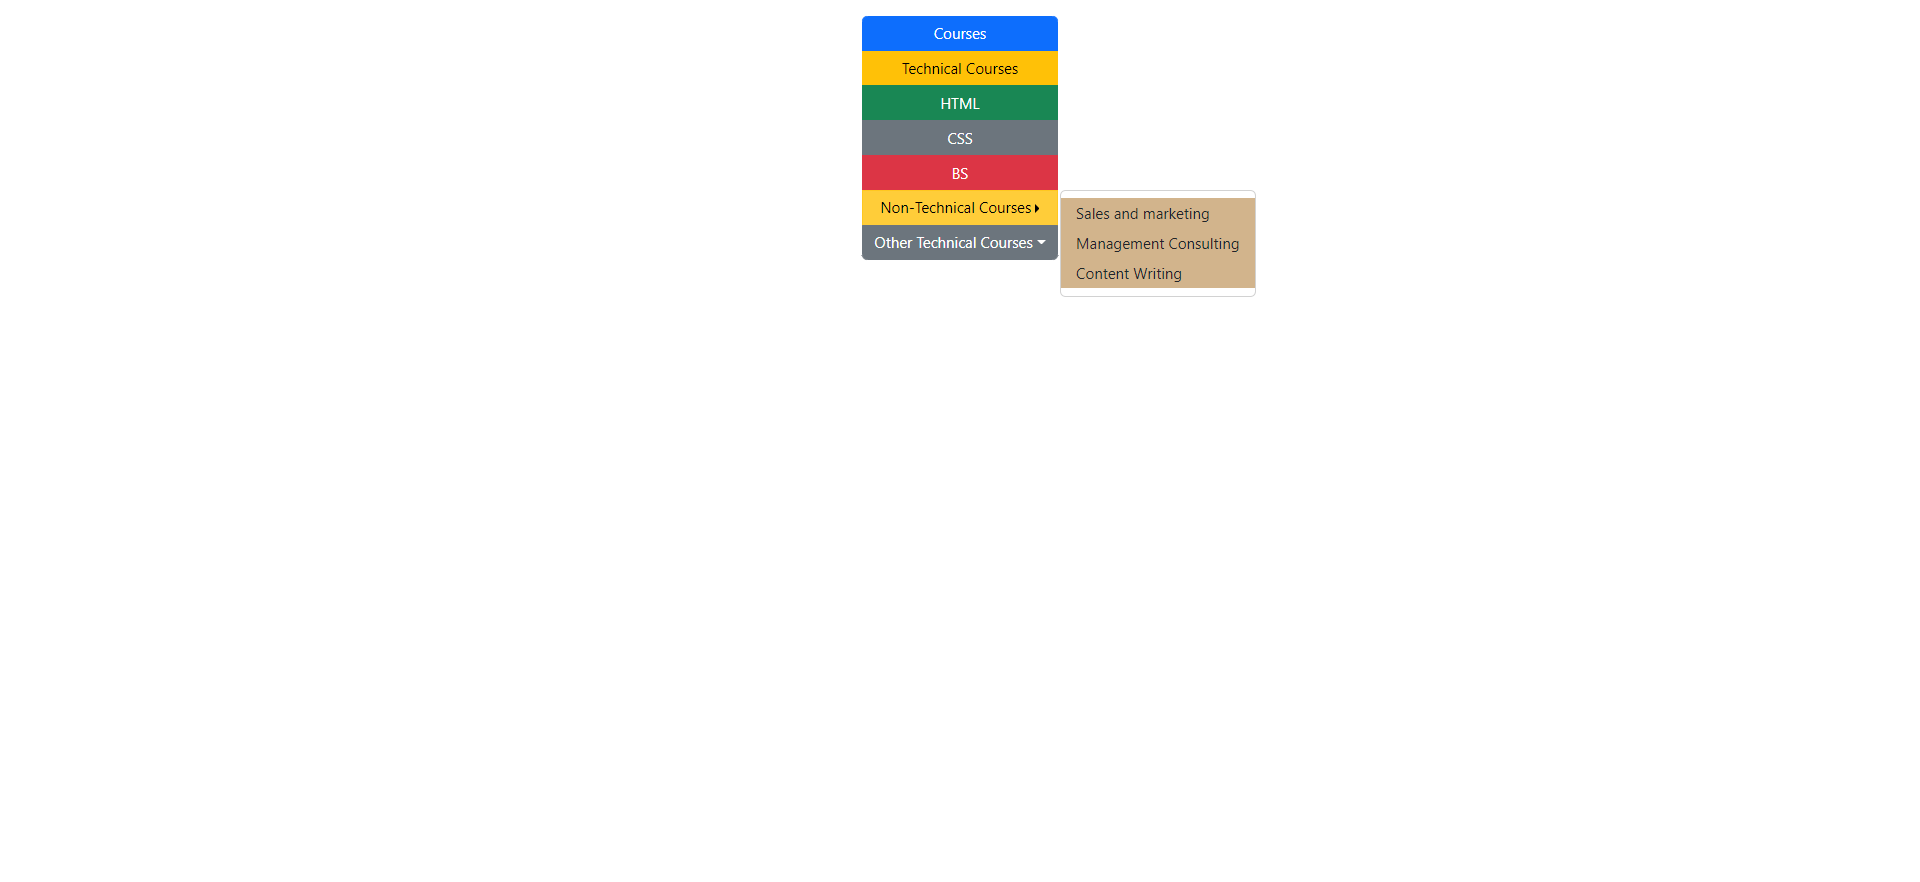 Courses
Technical Courses
HTML
CSS
BS
Non-Technical Courses
Other Technical Courses
Sales and marketing
Management Consulting
Content Writing